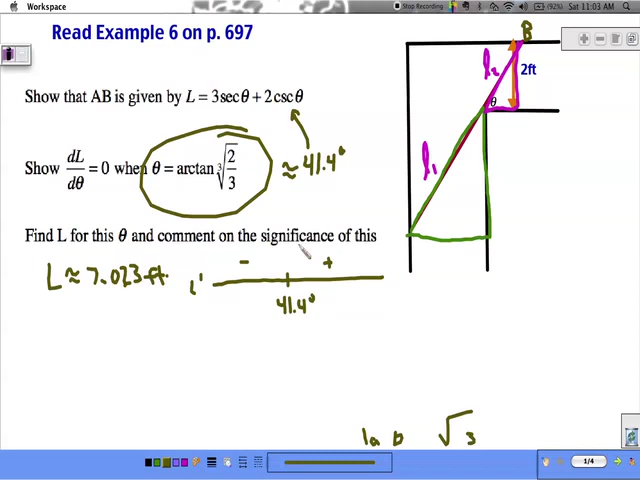 Workspace
Stop Recording
(92%)
Sat 11:03 AM
Read Example 6 on p. 697
B
l₂
2ft
θ
l₁
Show that AB is given by L = 3secθ + 2cscθ
Show dL/dθ = 0 when θ = arctan ∛(2/3) ≈ 41.4°
Find L for this θ and comment on the significance of this
L ≈ 7.023 ft.
L'
- +
41.4°
√3
1/4